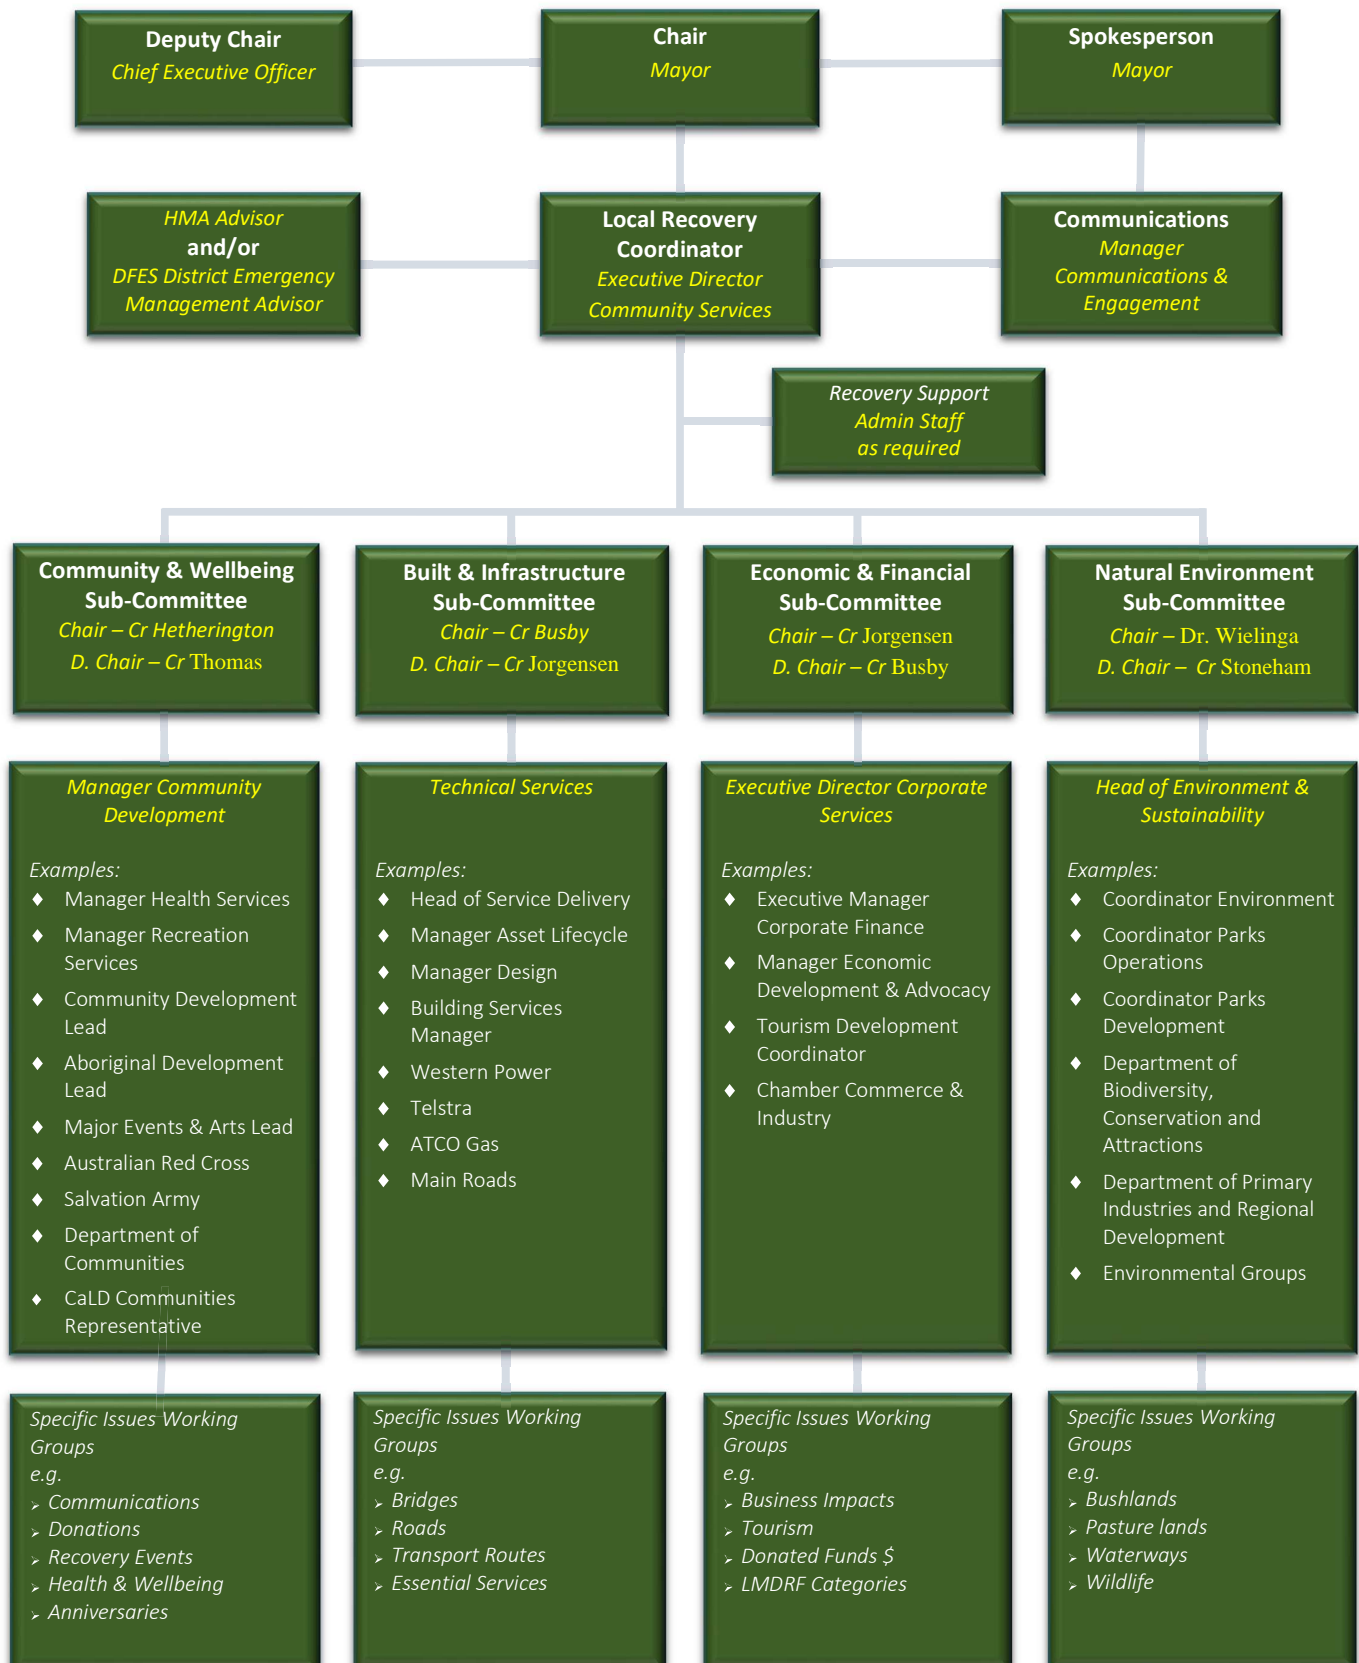 Deputy Chair
Chief Executive Officer
Chair
Mayor
Spokesperson
Mayor
HMA Advisor
and/or
DFES District Emergency
Management Advisor
Local Recovery
Coordinator
Executive Director
Community Services
Communications
Manager
Communications &
Engagement
Recovery Support
Admin Staff
as required
Community & Wellbeing
Sub-Committee
Chair – Cr Hetherington
D. Chair – Cr Thomas
Built & Infrastructure
Sub-Committee
Chair – Cr Busby
D. Chair – Cr Jorgensen
Economic & Financial
Sub-Committee
Chair – Cr Jorgensen
D. Chair – Cr Busby
Natural Environment
Sub-Committee
Chair – Dr. Wielinga
D. Chair – Cr Stoneham
Manager Community
Development
Examples:
♦ Manager Health Services
♦ Manager Recreation
Services
♦ Community Development
Lead
♦ Aboriginal Development
Lead
♦ Major Events & Arts Lead
♦ Australian Red Cross
♦ Salvation Army
♦ Department of
Communities
♦ CaLD Communities
Representative
Technical Services
Examples:
♦ Head of Service Delivery
♦ Manager Asset Lifecycle
♦ Manager Design
♦ Building Services
Manager
♦ Western Power
♦ Telstra
♦ ATCO Gas
♦ Main Roads
Executive Director Corporate
Services
Examples:
♦ Executive Manager
Corporate Finance
♦ Manager Economic
Development & Advocacy
♦ Tourism Development
Coordinator
♦ Chamber Commerce &
Industry
Head of Environment &
Sustainability
Examples:
♦ Coordinator Environment
♦ Coordinator Parks
Operations
♦ Coordinator Parks
Development
♦ Department of
Biodiversity,
Conservation and
Attractions
♦ Department of Primary
Industries and Regional
Development
♦ Environmental Groups
Specific Issues Working
Groups
e.g.
➢ Communications
➢ Donations
➢ Recovery Events
➢ Health & Wellbeing
➢ Anniversaries
Specific Issues Working
Groups
e.g.
➢ Bridges
➢ Roads
➢ Transport Routes
➢ Essential Services
Specific Issues Working
Groups
e.g.
➢ Business Impacts
➢ Tourism
➢ Donated Funds $
➢ LMDRF Categories
Specific Issues Working
Groups
e.g.
➢ Bushlands
➢ Pasture lands
➢ Waterways
➢ Wildlife